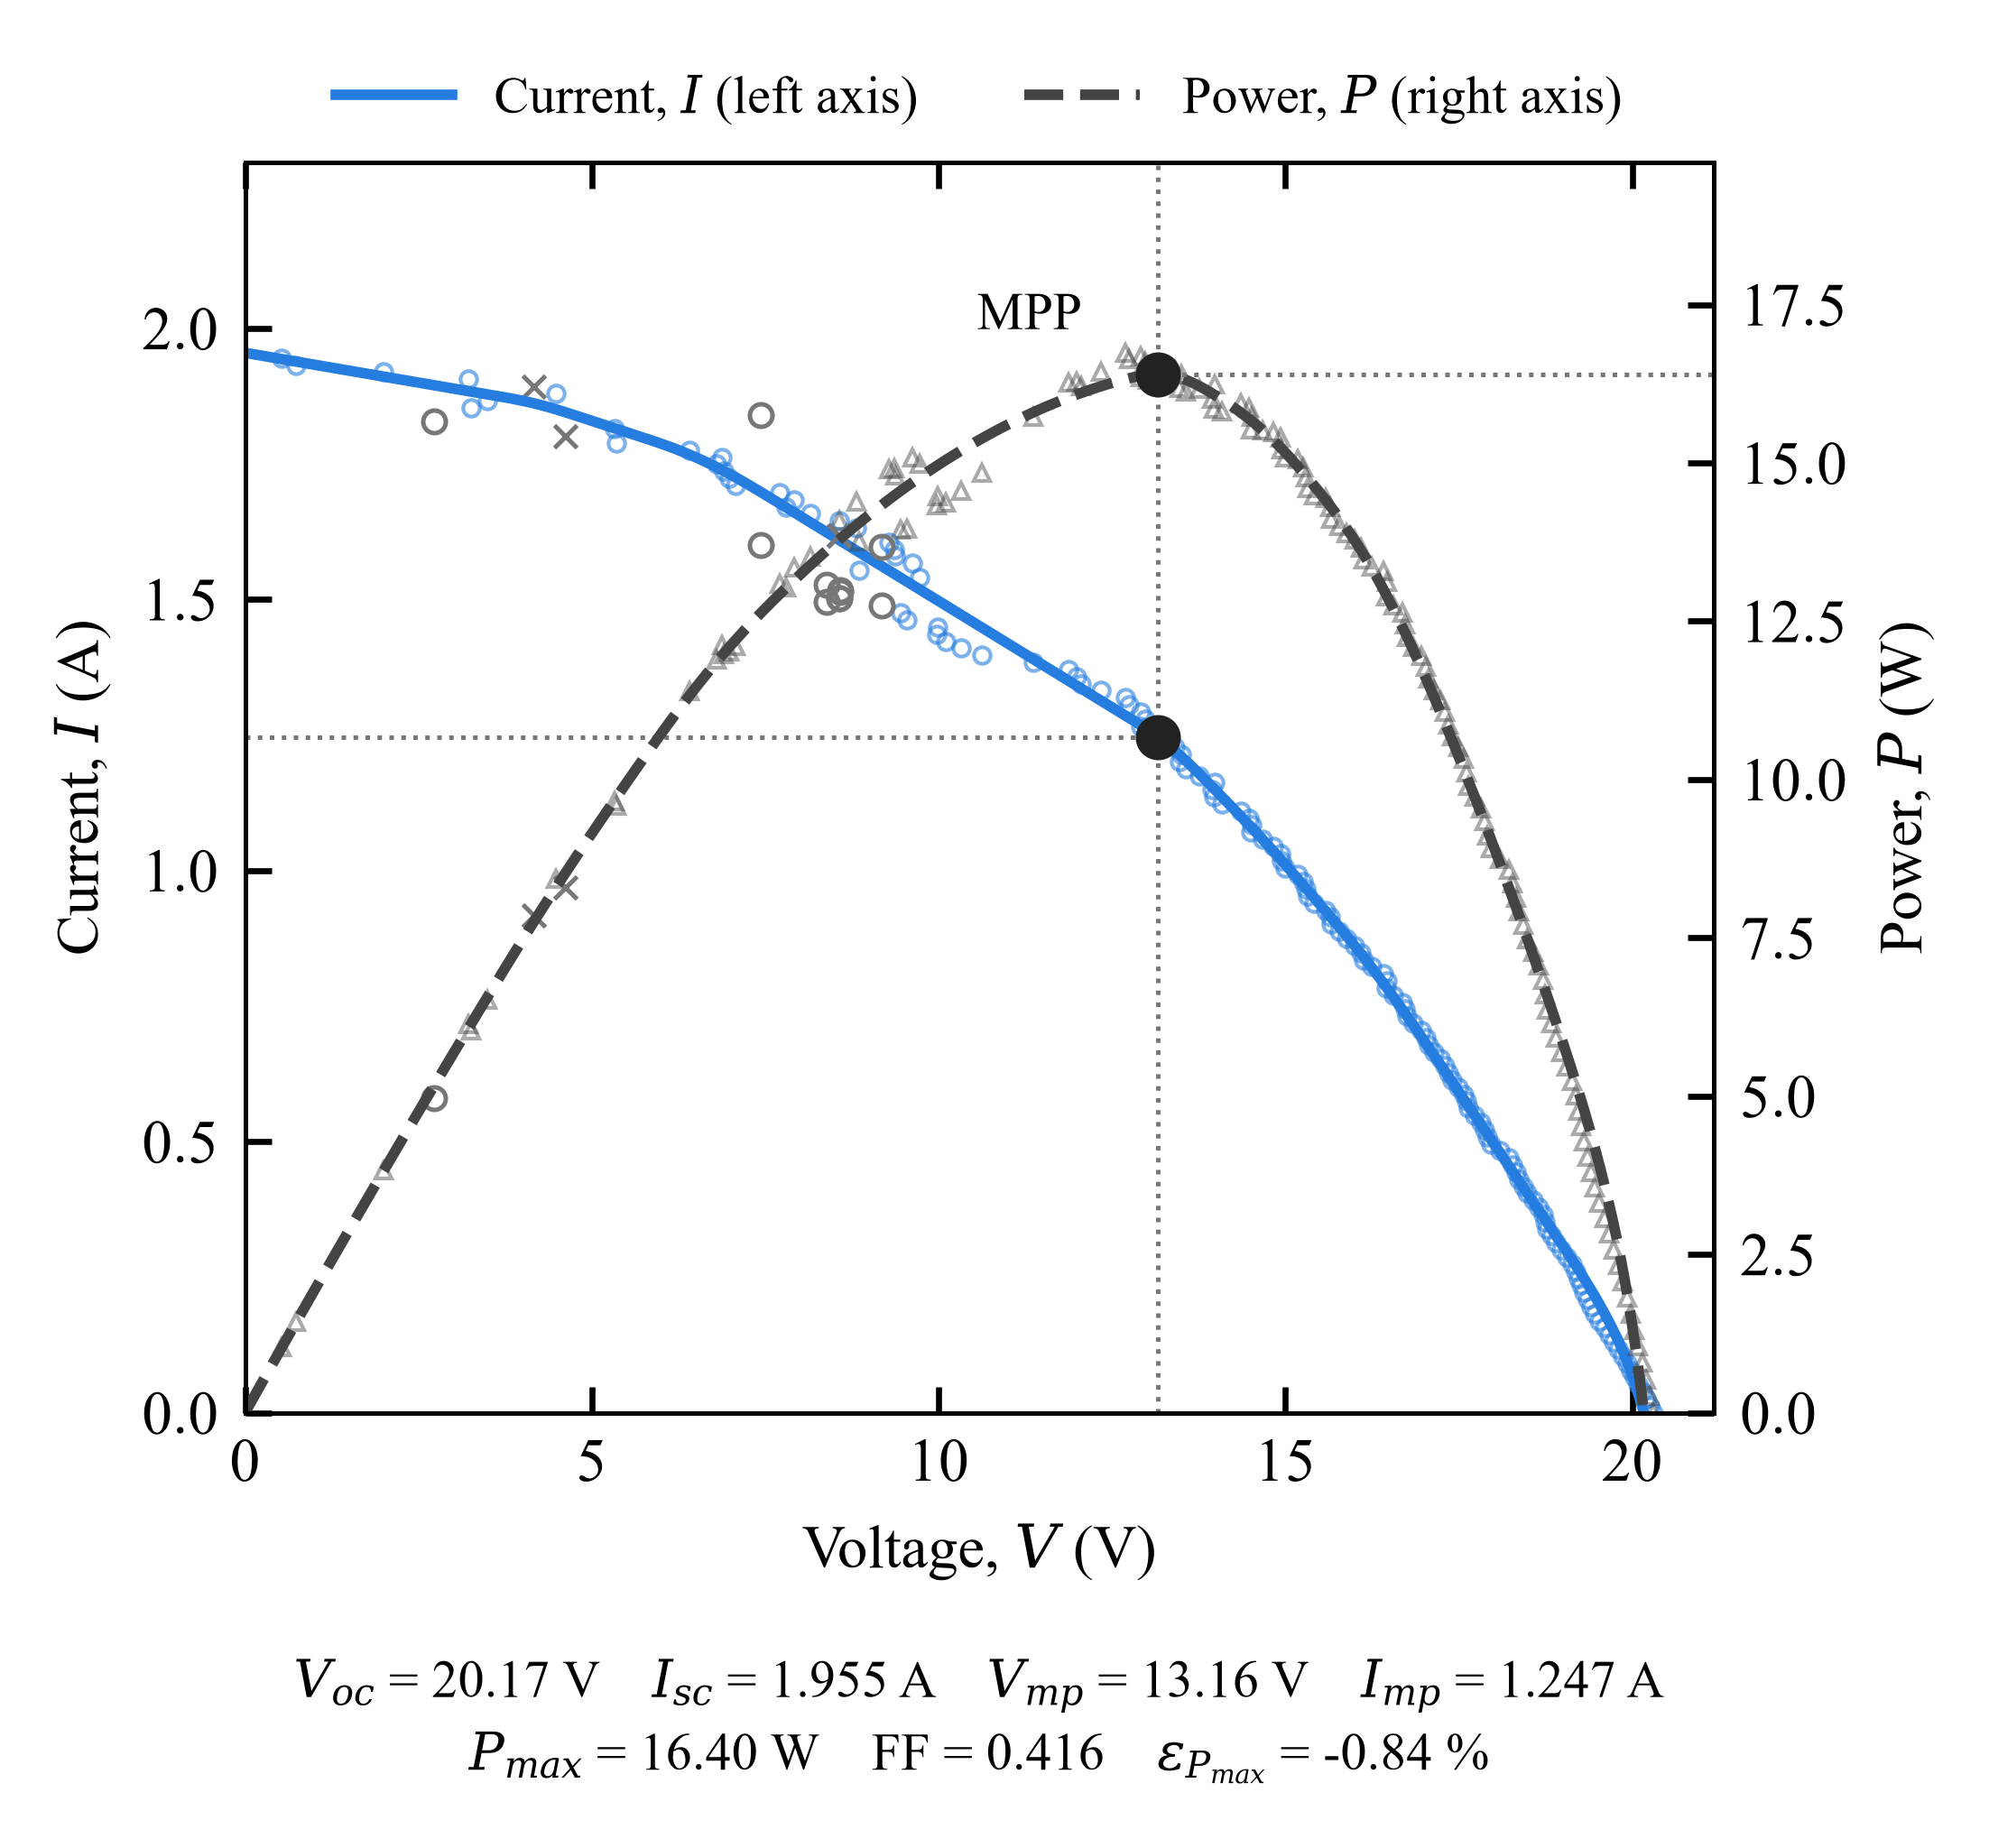 Current, I (left axis) Power, P (right axis)
MPP
2.0
1.5
1.0
0.5
0.0
Current, I (A)
17.5
15.0
12.5
10.0
7.5
5.0
2.5
0.0
Power, P (W)
0 5 10 15 20
Voltage, V (V)
Voc = 20.17 V Isc = 1.955 A Vmp = 13.16 V Imp = 1.247 A
Pmax = 16.40 W FF = 0.416 εPmax = -0.84 %